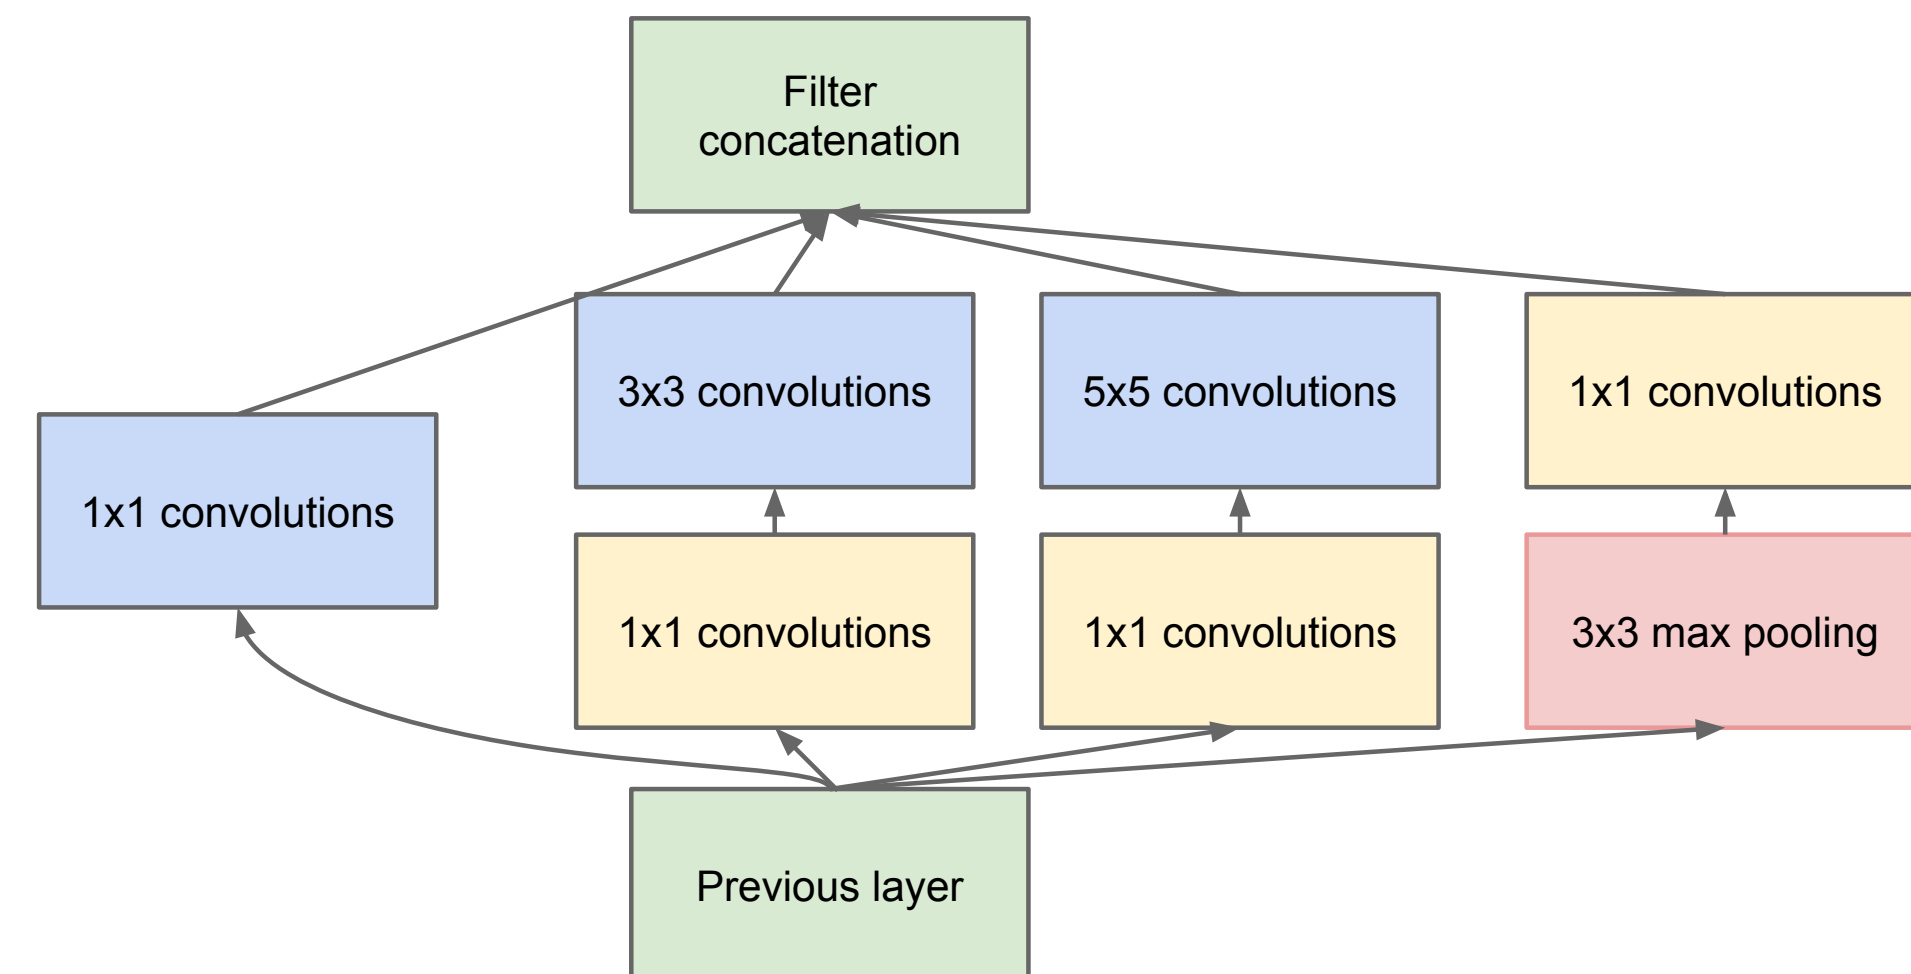 Filter
concatenation
3x3 convolutions
5x5 convolutions
1x1 convolutions
1x1 convolutions
1x1 convolutions
1x1 convolutions
3x3 max pooling
Previous layer